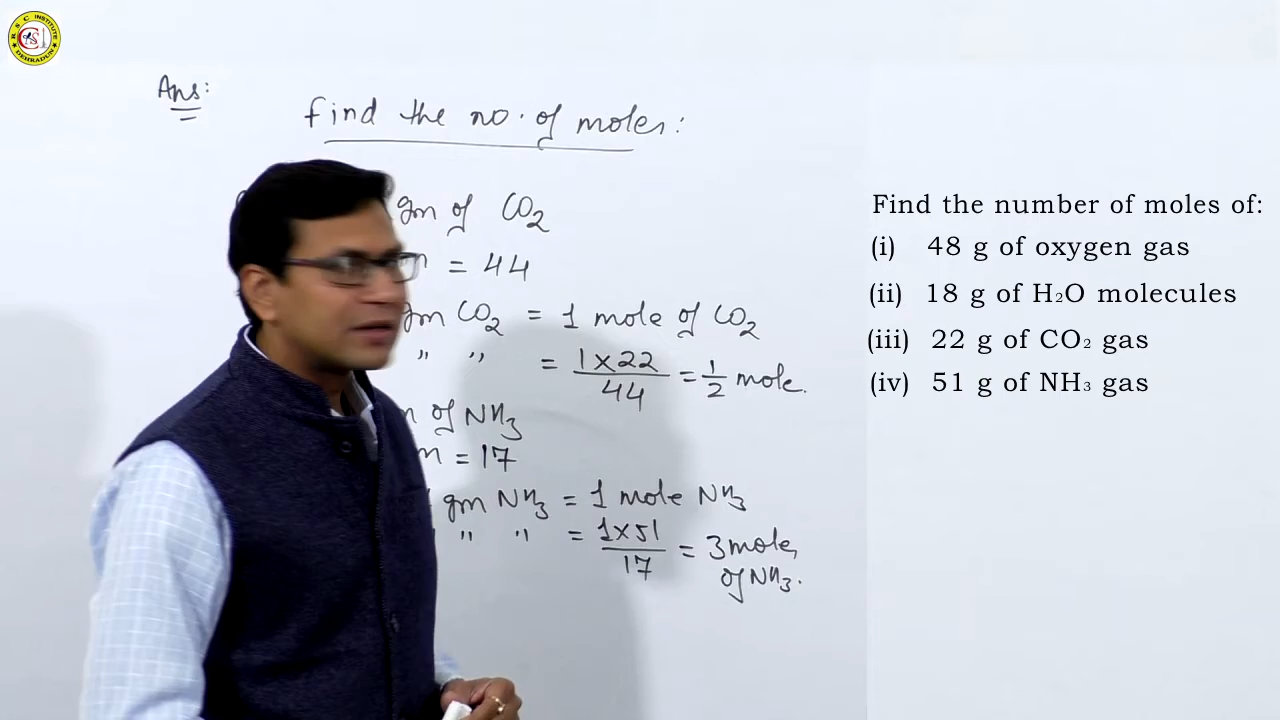 R S C INSTITUTE
DEHRADUN
Ans:
find the no. of moles:
gm of CO2
= 44
gm CO2 = 1 mole of CO2
" " = 1×22/44 = 1/2 mole.
of NH3
= 17
gm NH3 = 1 mole NH3
" " = 1×51/17 = 3 mole,
of NH3.
Find the number of moles of:
(i) 48 g of oxygen gas
(ii) 18 g of H2O molecules
(iii) 22 g of CO2 gas
(iv) 51 g of NH3 gas